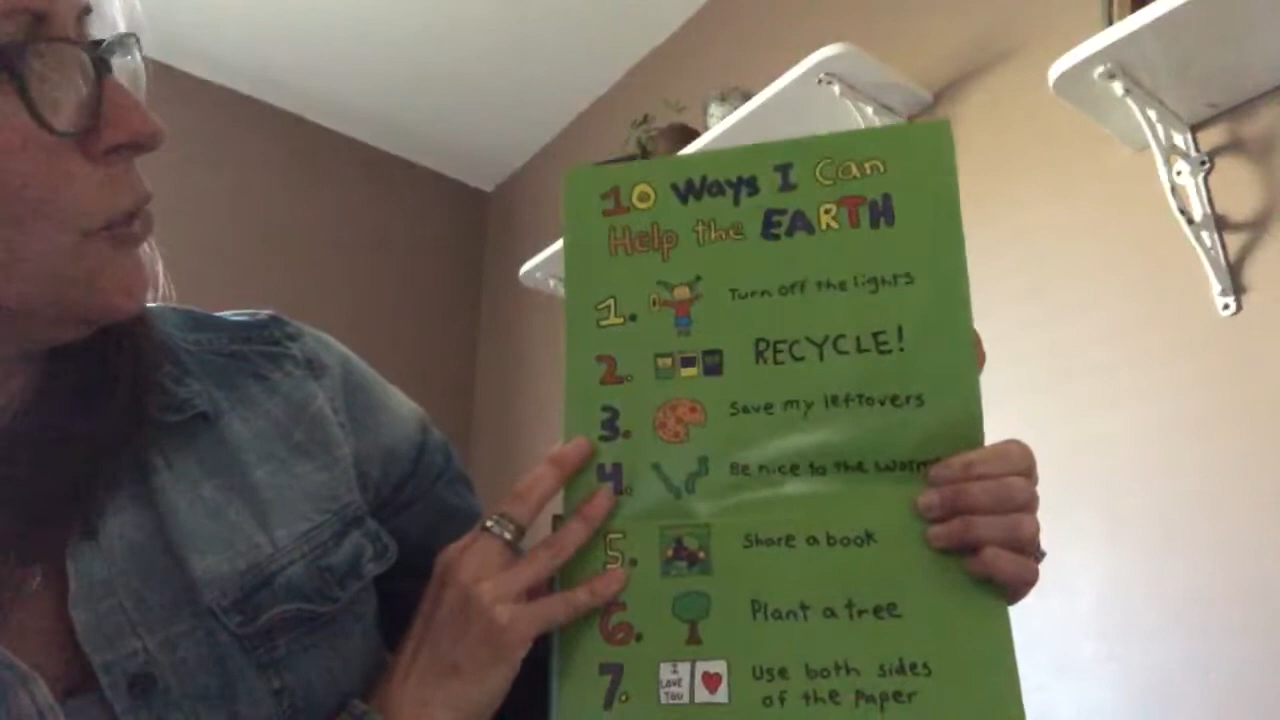 10 Ways I Can
Help the EARTH
1. Turn off the lights
2. RECYCLE!
3. Save my leftovers
4. Be nice to the worm
5. Share a book
6. Plant a tree
7. I LOVE YOU Use both sides
of the paper